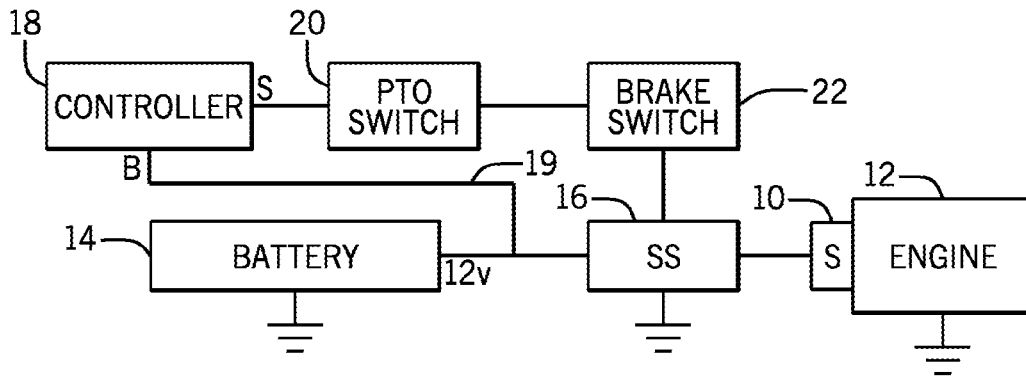 18
20
CONTROLLER
S
PTO
SWITCH
BRAKE
SWITCH
22
B
19
16
10
12
14
BATTERY
12v
SS
S
ENGINE